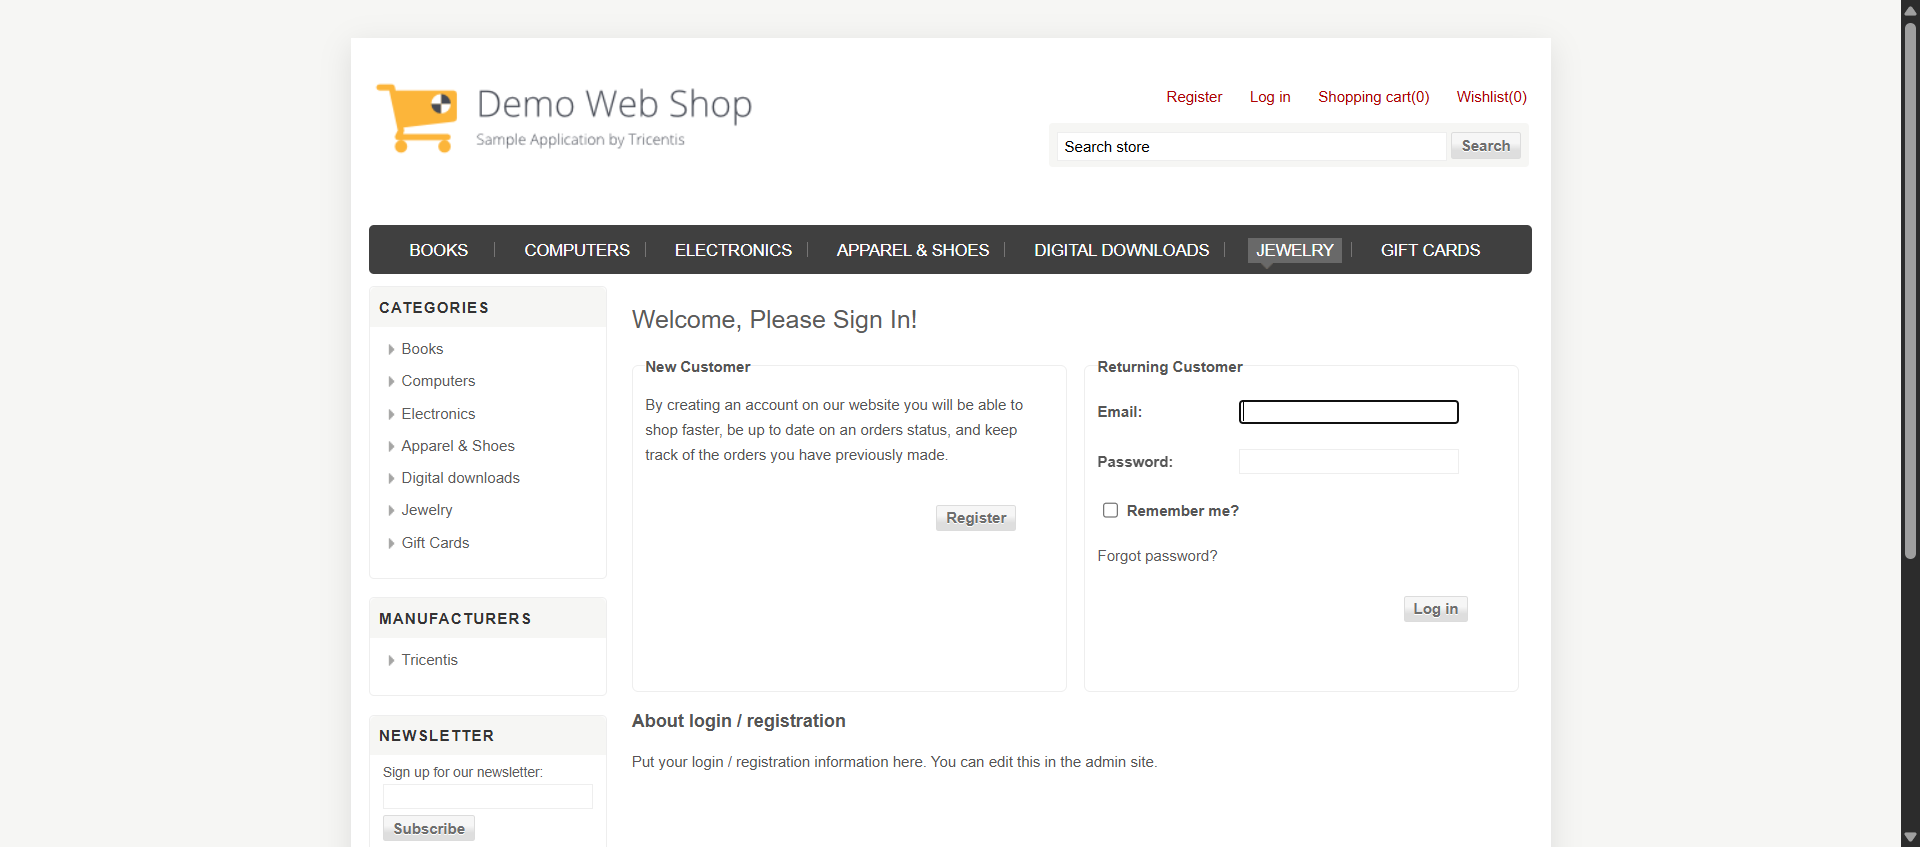 Demo Web Shop
Sample Application by Tricentis
Register Log in Shopping cart(0) Wishlist(0)
Search store Search
BOOKS COMPUTERS ELECTRONICS APPAREL & SHOES DIGITAL DOWNLOADS JEWELRY GIFT CARDS
CATEGORIES
Books
Computers
Electronics
Apparel & Shoes
Digital downloads
Jewelry
Gift Cards
MANUFACTURERS
Tricentis
NEWSLETTER
Sign up for our newsletter:
Subscribe
Welcome, Please Sign In!
New Customer
By creating an account on our website you will be able to
shop faster, be up to date on an orders status, and keep
track of the orders you have previously made.
Register
Returning Customer
Email:
Password:
Remember me?
Forgot password?
Log in
About login / registration
Put your login / registration information here. You can edit this in the admin site.